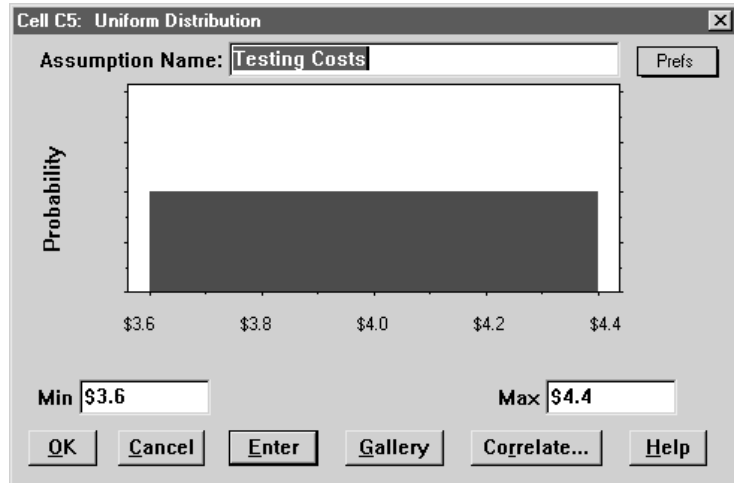 Cell C5: Uniform Distribution
Assumption Name: Testing Costs
Prefs
Probability
$3.6 $3.8 $4.0 $4.2 $4.4
Min $3.6 Max $4.4
OK Cancel Enter Gallery Correlate... Help